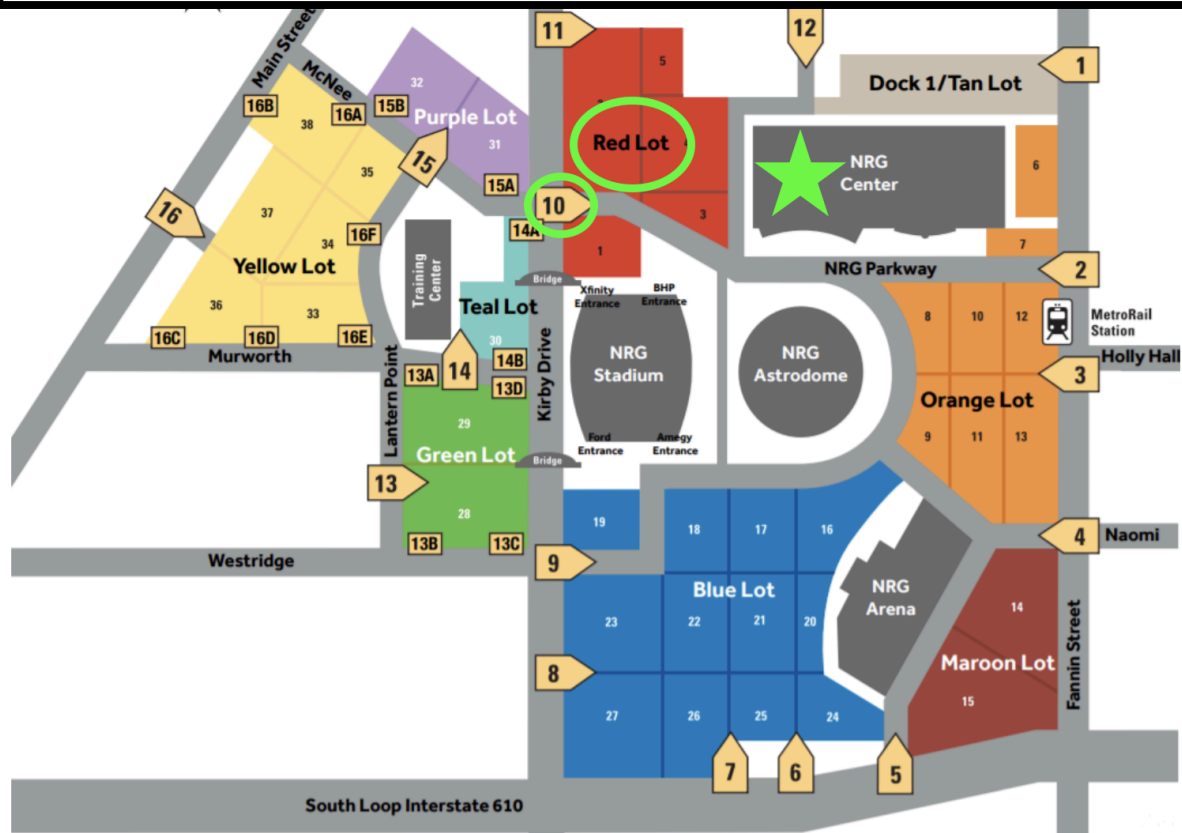 11
12
5
1
Main Street
McNee
32
Dock 1/Tan Lot
16B
16A
15B
Purple Lot
38
31
Red Lot
NRG
Center
6
15
35
15A
10
16
37
3
14A
16F
34
1
7
Yellow Lot
Training
Center
Bridge
NRG Parkway
2
Xfinity
Entrance
BHP
Entrance
36
33
Teal Lot
8
10
12
MetroRail
Station
16C
16D
16E
30
Murworth
14
14B
13A
13D
NRG
Stadium
NRG
Astrodome
Holly Hall
3
Lantern Point
Kirby Drive
Orange Lot
29
Green Lot
Ford
Entrance
Amegy
Entrance
9
11
13
Bridge
13
28
19
18
17
16
13B
13C
4
Naomi
Westridge
9
Blue Lot
NRG
Arena
23
22
21
20
14
Fannin Street
Maroon Lot
8
15
27
26
25
24
7
6
5
South Loop Interstate 610